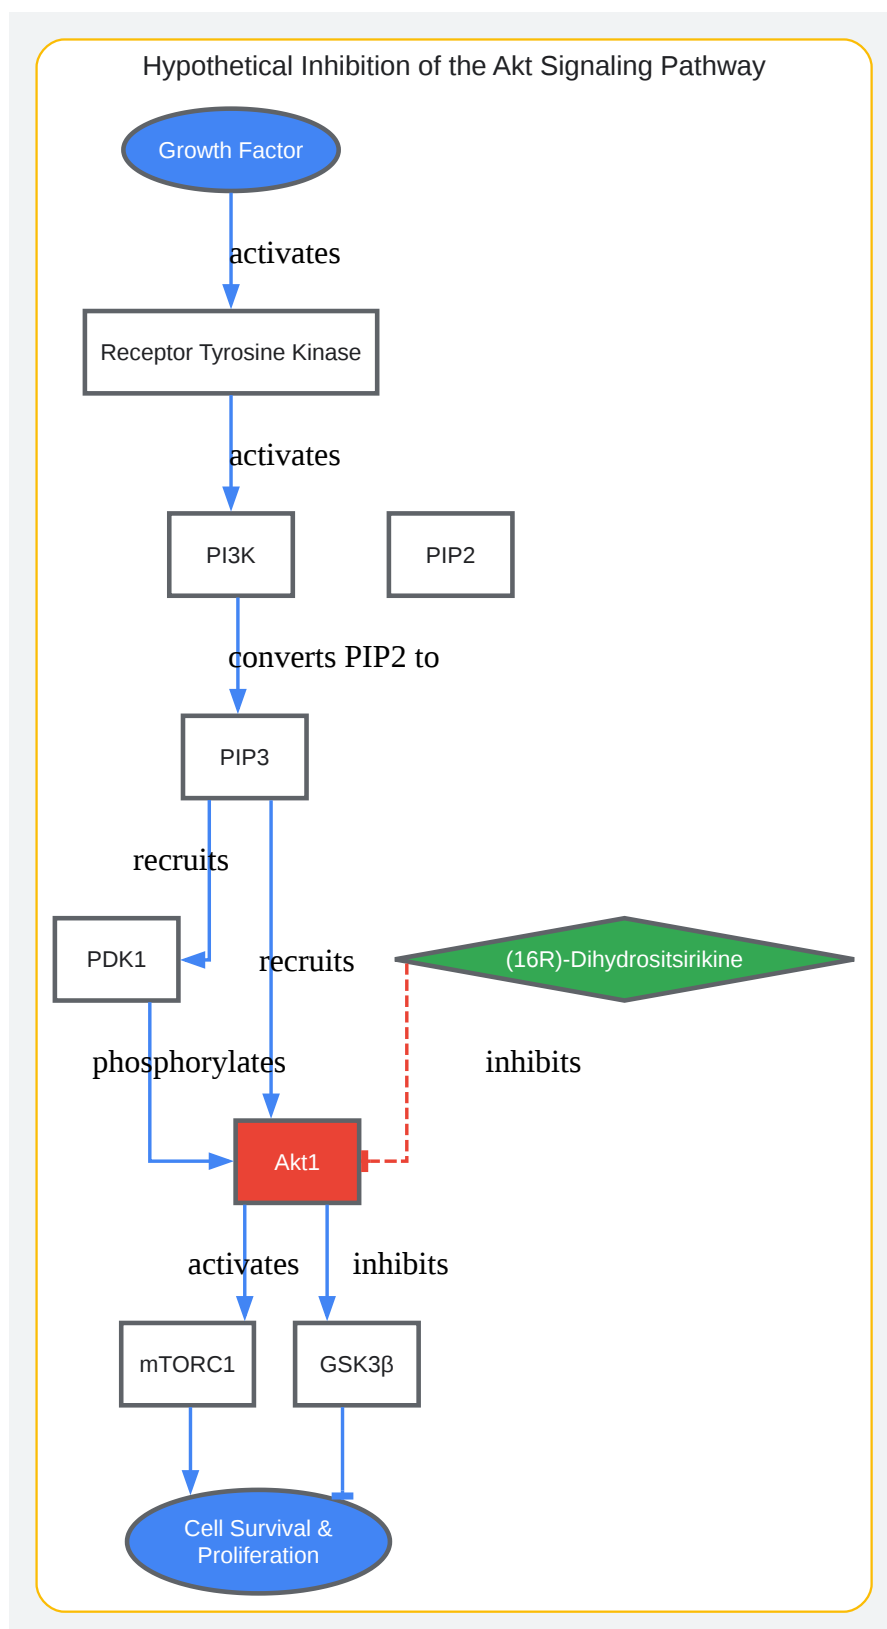 Hypothetical Inhibition of the Akt Signaling Pathway
Growth Factor
activates
Receptor Tyrosine Kinase
activates
PI3K
PIP2
converts PIP2 to
PIP3
recruits
PDK1
recruits
(16R)-Dihydrositsirikine
phosphorylates
inhibits
Akt1
activates
inhibits
mTORC1
GSK3β
Cell Survival &
Proliferation